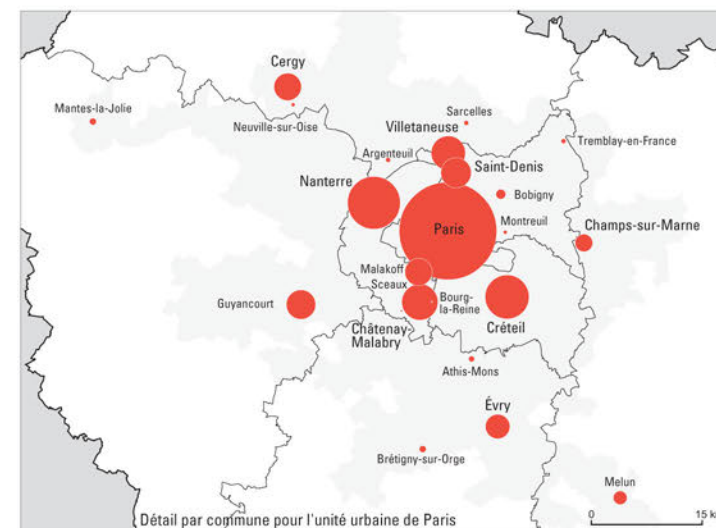 Cergy
Mantes-la-Jolie
Neuville-sur-Oise
Sarcelles
Villetaneuse
Tremblay-en-France
Argenteuil
Saint-Denis
Nanterre
Bobigny
Paris
Montreuil
Champs-sur-Marne
Malakoff
Sceaux
Guyancourt
Bourg-
la-Reine
Châtenay-
Malabry
Créteil
Athis-Mons
Évry
Brétigny-sur-Orge
Melun
Détail par commune pour l'unité urbaine de Paris
0 15 k